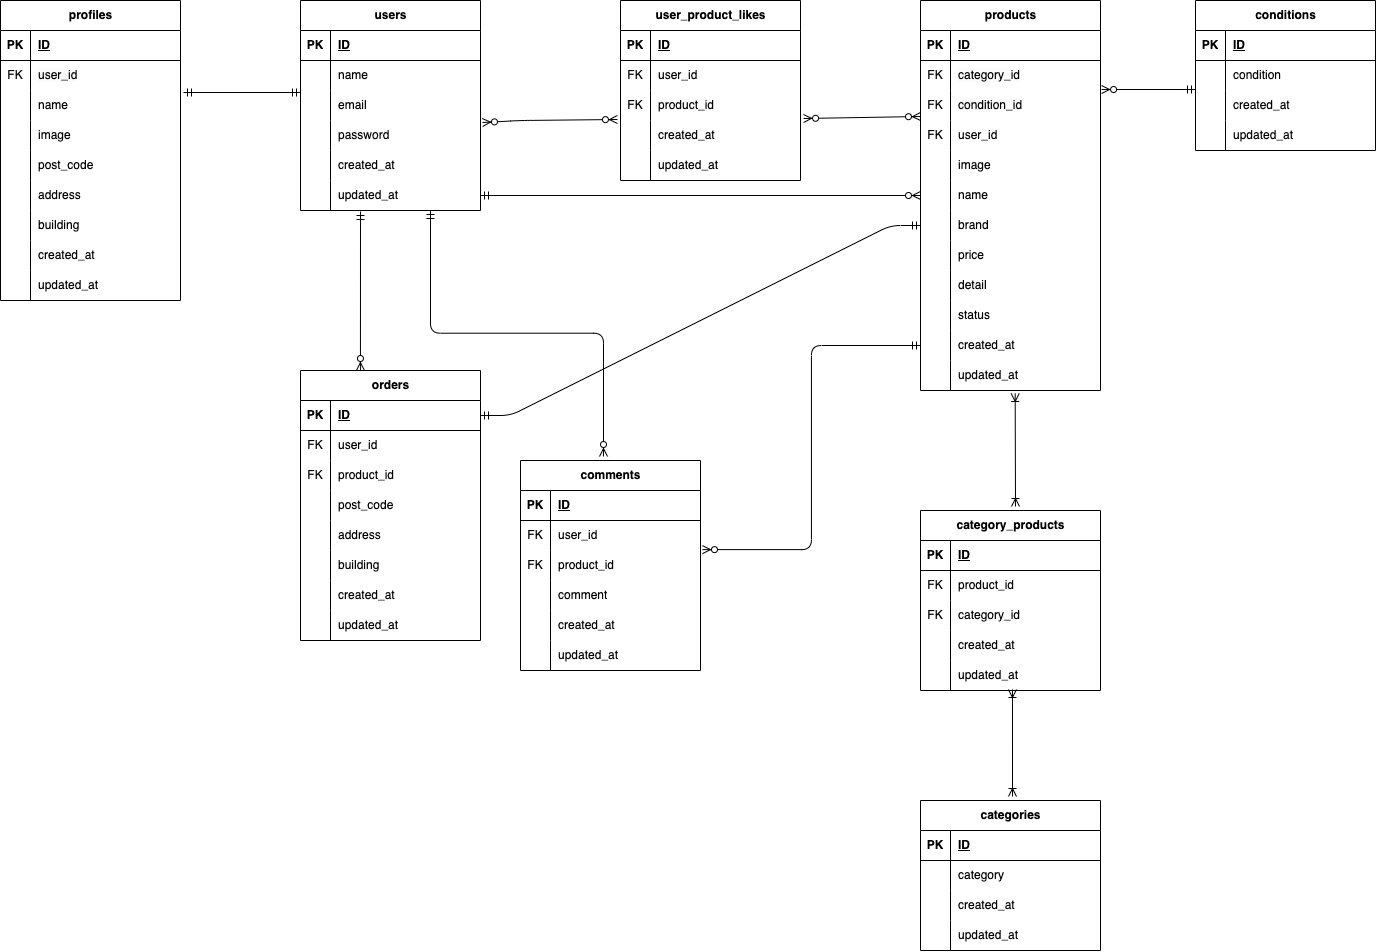 profiles
PK ID
FK user_id
name
image
post_code
address
building
created_at
updated_at
users
PK ID
name
email
password
created_at
updated_at
user_product_likes
PK ID
FK user_id
FK product_id
created_at
updated_at
products
PK ID
FK category_id
FK condition_id
FK user_id
image
name
brand
price
detail
status
created_at
updated_at
conditions
PK ID
condition
created_at
updated_at
orders
PK ID
FK user_id
FK product_id
post_code
address
building
created_at
updated_at
comments
PK ID
FK user_id
FK product_id
comment
created_at
updated_at
category_products
PK ID
FK product_id
FK category_id
created_at
updated_at
categories
PK ID
category
created_at
updated_at